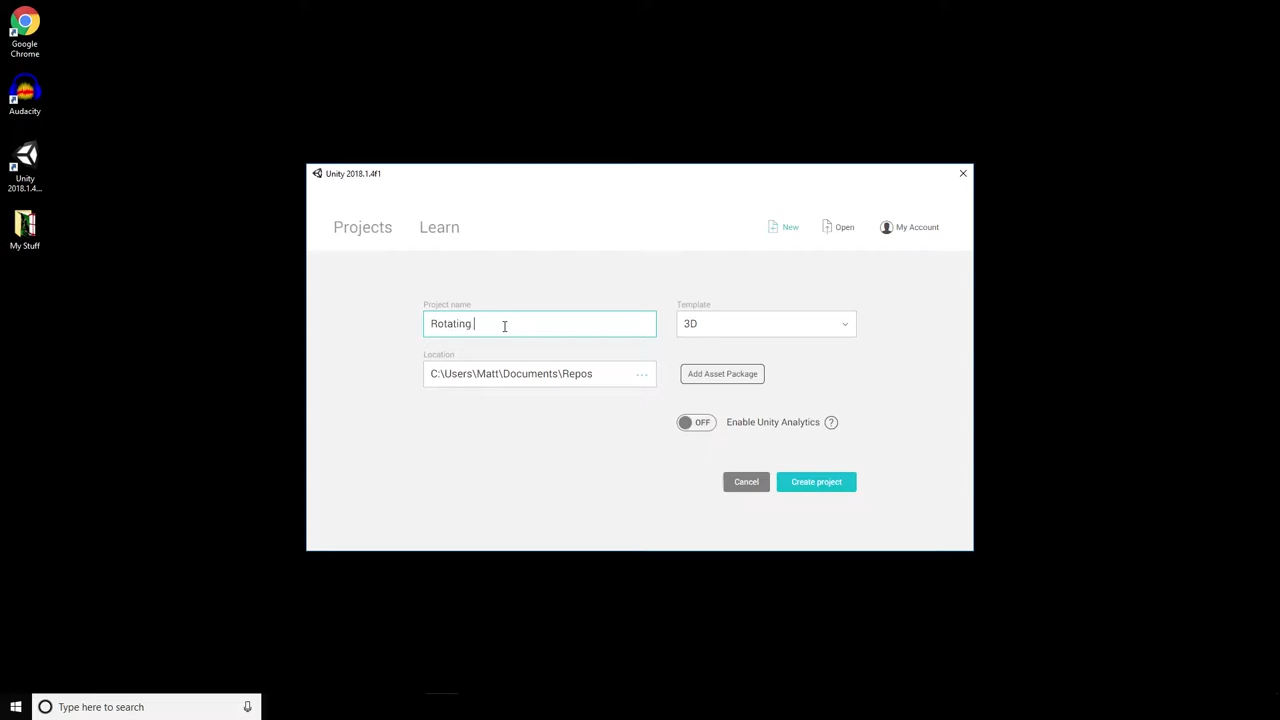 Google
Chrome
Audacity
Unity
2018.1.4...
My Stuff
Unity 2018.1.4f1
Projects
Learn
New
Open
My Account
Project name
Rotating
Template
3D
Location
C:\Users\Matt\Documents\Repos
...
Add Asset Package
OFF
Enable Unity Analytics ?
Cancel
Create project
Type here to search